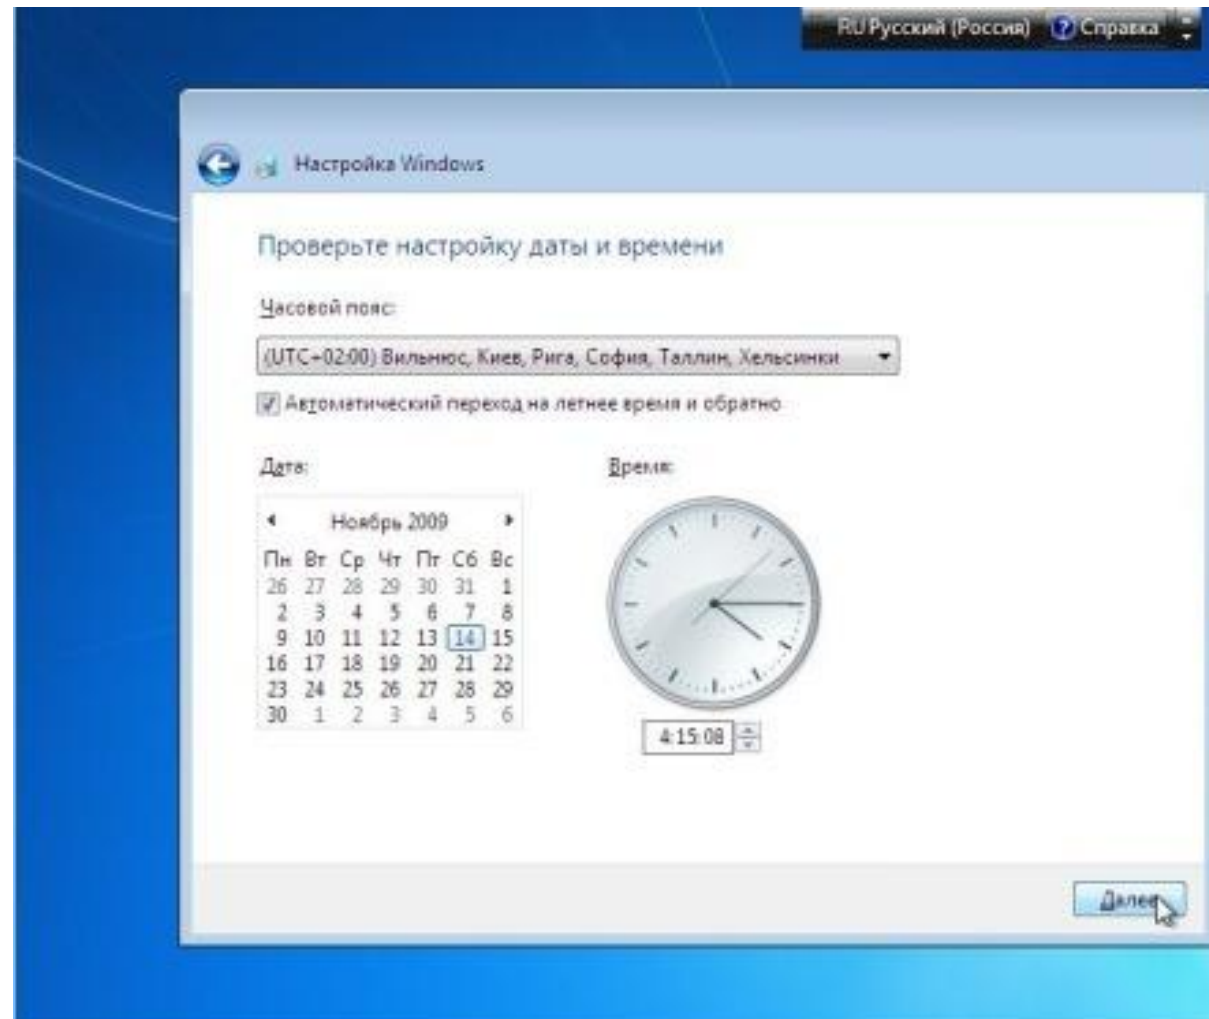 RU Русский (Россия) ? Справка
Настройка Windows
Проверьте настройку даты и времени
Часовой пояс:
(UTC+02:00) Вильнюс, Киев, Рига, София, Таллин, Хельсинки
Автоматический переход на летнее время и обратно
Дата: Время:
Ноябрь 2009
Пн Вт Ср Чт Пт Сб Вс
26 27 28 29 30 31 1
2 3 4 5 6 7 8
9 10 11 12 13 14 15
16 17 18 19 20 21 22
23 24 25 26 27 28 29
30 1 2 3 4 5 6
4:15:08
Далее